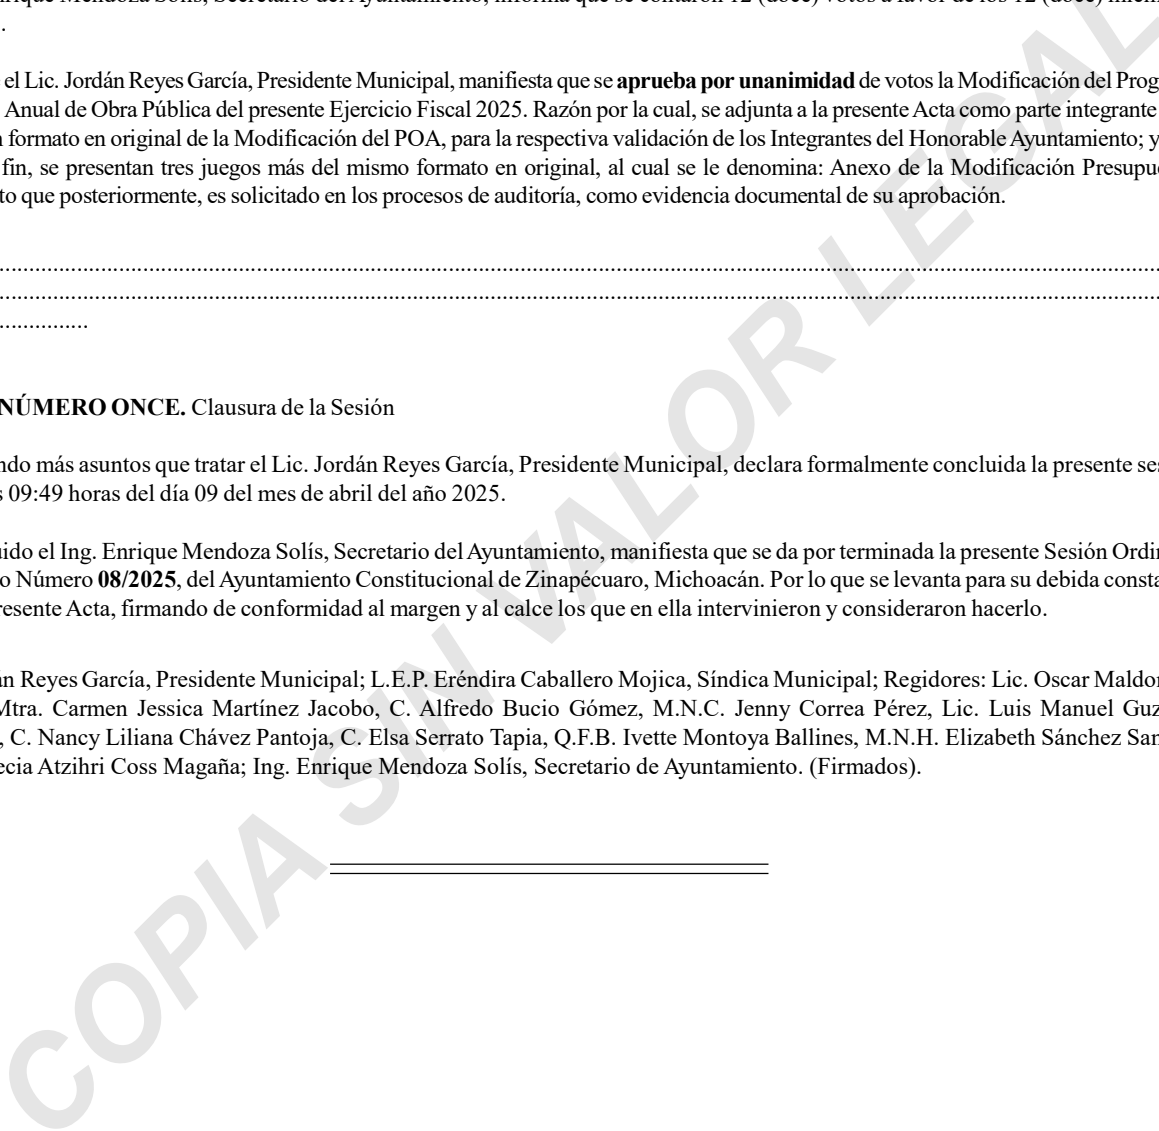 rique Mendoza Solís, Secretario del Ayuntamiento, informa que se contaron 12 (doce) votos a favor de los 12 (doce)
.
el Lic. Jordán Reyes García, Presidente Municipal, manifiesta que se aprueba por unanimidad de votos la Modificación del Prog
Anual de Obra Pública del presente Ejercicio Fiscal 2025. Razón por la cual, se adjunta a la presente Acta como parte integrante
formato en original de la Modificación del POA, para la respectiva validación de los Integrantes del Honorable Ayuntamiento; y
fin, se presentan tres juegos más del mismo formato en original, al cual se le denomina: Anexo de la Modificación Presupu
to que posteriormente, es solicitado en los procesos de auditoría, como evidencia documental de su aprobación.
NÚMERO ONCE. Clausura de la Sesión
ndo más asuntos que tratar el Lic. Jordán Reyes García, Presidente Municipal, declara formalmente concluida la presente ses
s 09:49 horas del día 09 del mes de abril del año 2025.
uido el Ing. Enrique Mendoza Solís, Secretario del Ayuntamiento, manifiesta que se da por terminada la presente Sesión Ordi
o Número 08/2025, del Ayuntamiento Constitucional de Zinapécuaro, Michoacán. Por lo que se levanta para su debida consta
resente Acta, firmando de conformidad al margen y al calce los que en ella intervinieron y consideraron hacerlo.
án Reyes García, Presidente Municipal; L.E.P. Eréndira Caballero Mojica, Síndica Municipal; Regidores: Lic. Oscar Maldo
Mtra. Carmen Jessica Martínez Jacobo, C. Alfredo Bucio Gómez, M.N.C. Jenny Correa Pérez, Lic. Luis Manuel Guz
, C. Nancy Liliana Chávez Pantoja, C. Elsa Serrato Tapia, Q.F.B. Ivette Montoya Ballines, M.N.H. Elizabeth Sánchez San
ecia Atzihri Coss Magaña; Ing. Enrique Mendoza Solís, Secretario de Ayuntamiento. (Firmados).
COPIA SIN VALOR LEGAL